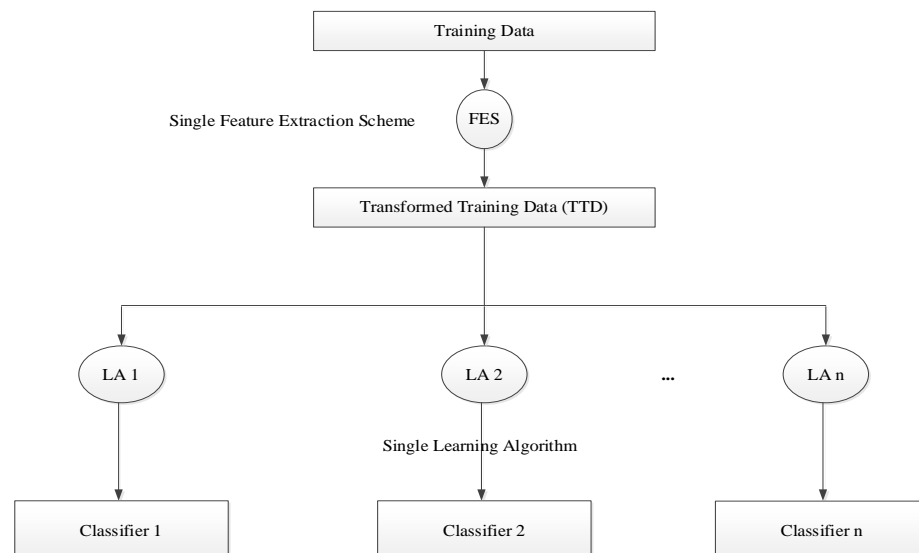 Training Data
Single Feature Extraction Scheme
FES
Transformed Training Data (TTD)
LA 1
LA 2
...
LA n
Single Learning Algorithm
Classifier 1
Classifier 2
Classifier n